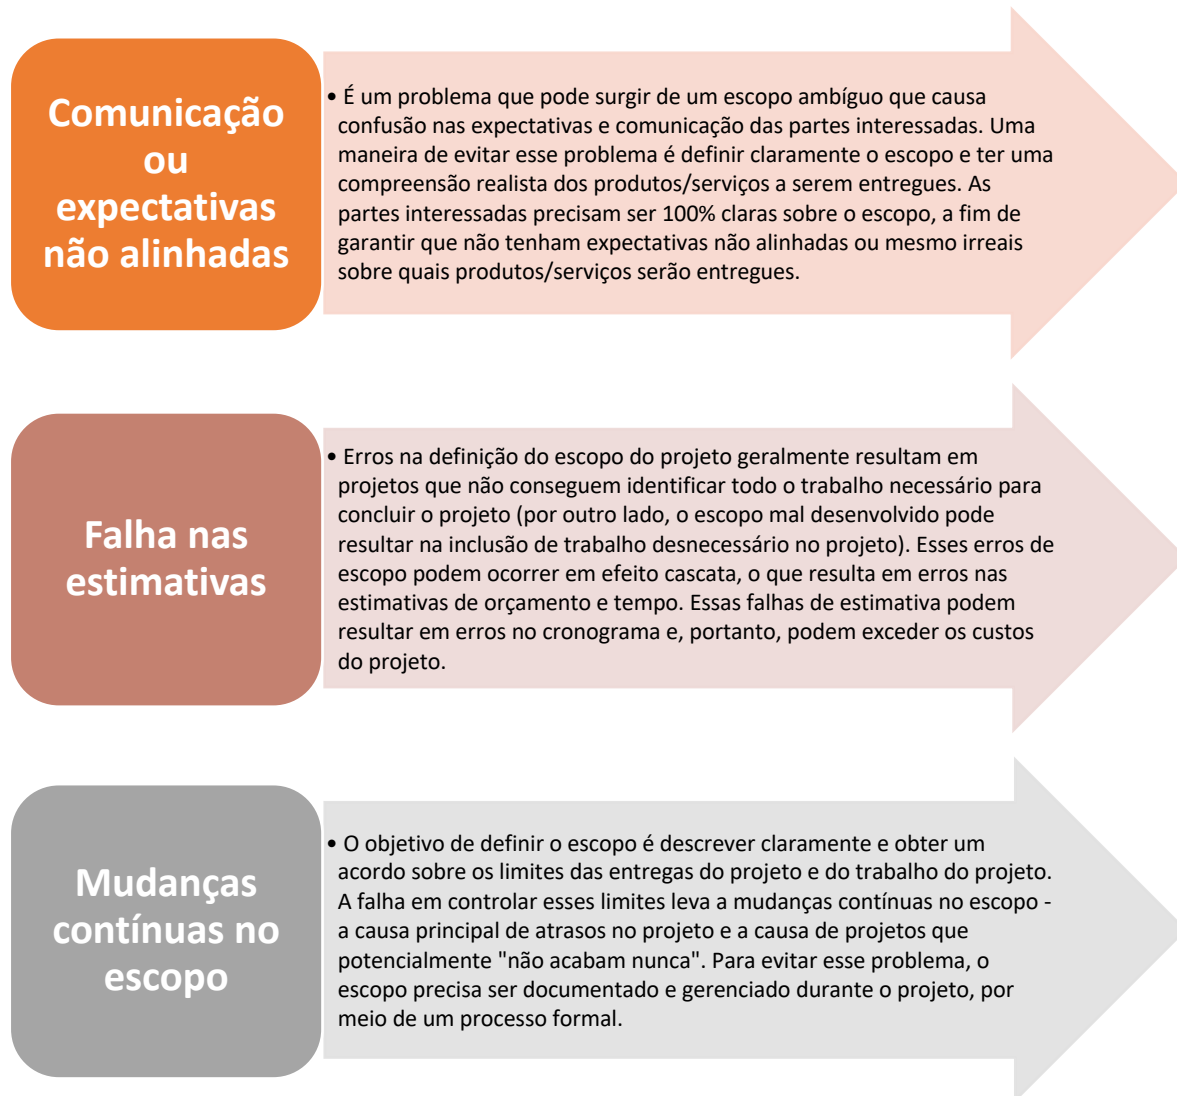 Comunicação
ou
expectativas
não alinhadas
• É um problema que pode surgir de um escopo ambíguo que causa
confusão nas expectativas e comunicação das partes interessadas. Uma
maneira de evitar esse problema é definir claramente o escopo e ter uma
compreensão realista dos produtos/serviços a serem entregues. As
partes interessadas precisam ser 100% claras sobre o escopo, a fim de
garantir que não tenham expectativas não alinhadas ou mesmo irreais
sobre quais produtos/serviços serão entregues.
Falha nas
estimativas
• Erros na definição do escopo do projeto geralmente resultam em
projetos que não conseguem identificar todo o trabalho necessário para
concluir o projeto (por outro lado, o escopo mal desenvolvido pode
resultar na inclusão de trabalho desnecessário no projeto). Esses erros de
escopo podem ocorrer em efeito cascata, o que resulta em erros nas
estimativas de orçamento e tempo. Essas falhas de estimativa podem
resultar em erros no cronograma e, portanto, podem exceder os custos
do projeto.
Mudanças
contínuas no
escopo
• O objetivo de definir o escopo é descrever claramente e obter um
acordo sobre os limites das entregas do projeto e do trabalho do projeto.
A falha em controlar esses limites leva a mudanças contínuas no escopo -
a causa principal de atrasos no projeto e a causa de projetos que
potencialmente "não acabam nunca". Para evitar esse problema, o
escopo precisa ser documentado e gerenciado durante o projeto, por
meio de um processo formal.